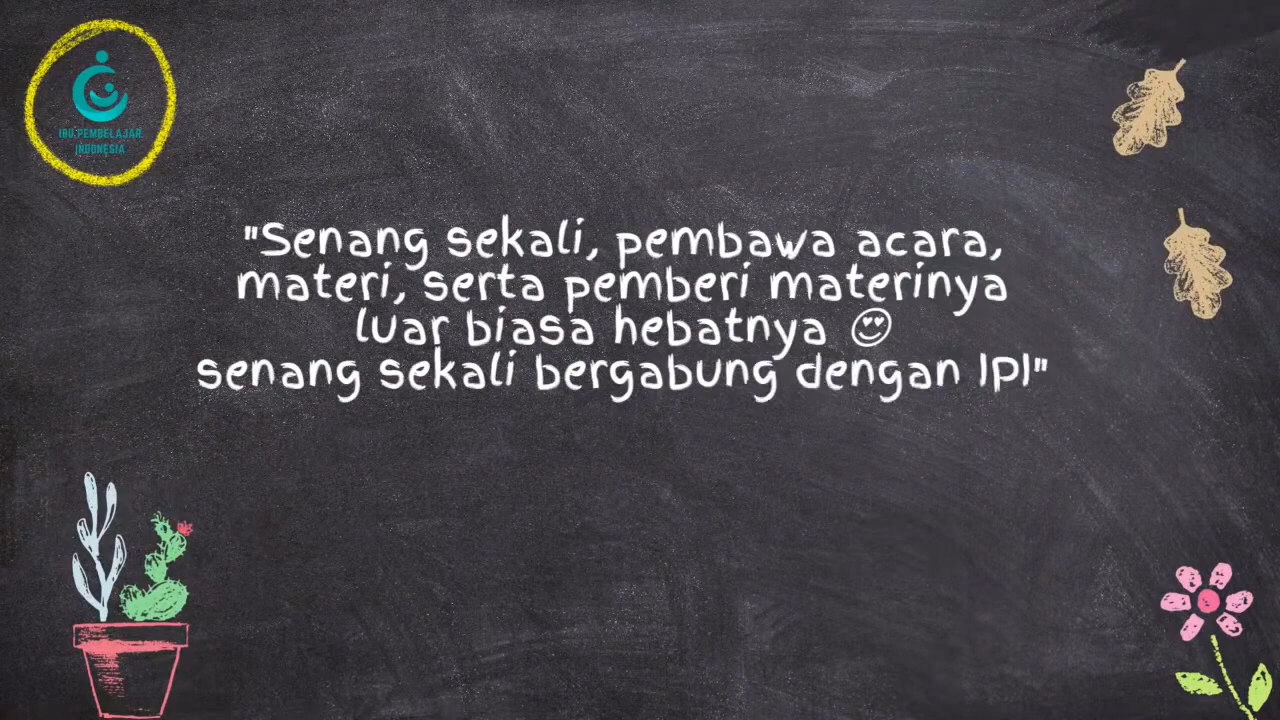 IBU PEMBELAJAR
INDONESIA
"Senang sekali, pembawa acara,
materi, serta pemberi materinya
luar biasa hebatnya 😍
senang sekali bergabung dengan IPI"